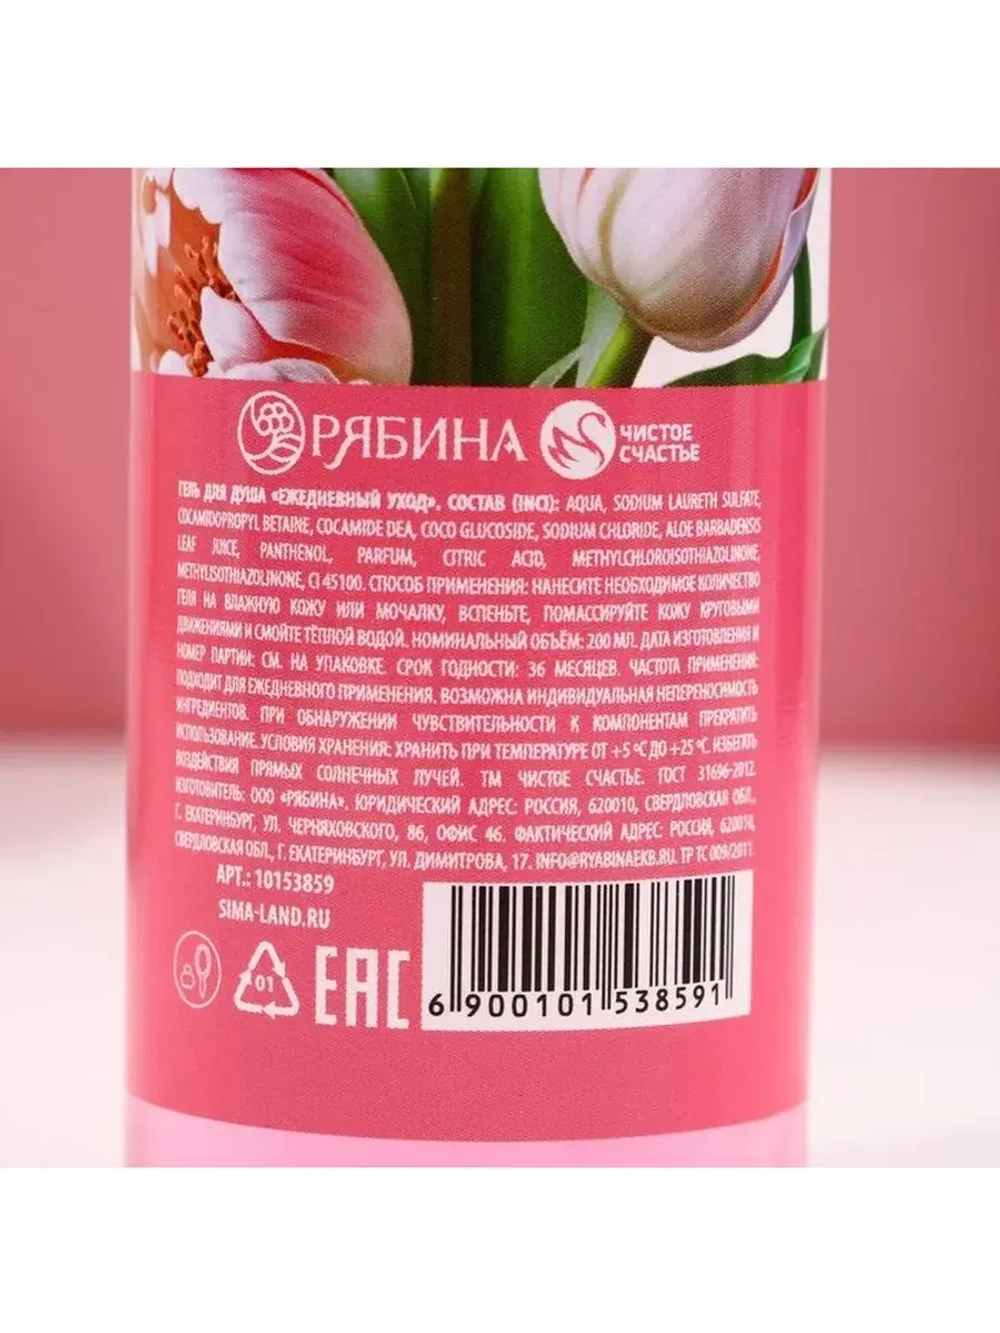 РЯБИНА
ЧИСТОЕ
СЧАСТЬЕ
ГЕЛЬ ДЛЯ ДУША «ЕЖЕДНЕВНЫЙ УХОД». СОСТАВ (INCI): AQUA, SODIUM LAURETH SULFATE,
COCAMIDOPROPYL BETAINE, COCAMIDE DEA, COCO GLUCOSIDE, SODIUM CHLORIDE, ALOE BARBADENSIS
LEAF JUICE, PANTHENOL, PARFUM, CITRIC ACID, METHYLCHLOROISOTHIAZOLINONE,
METHYLISOTHIAZOLINONE, CI 45100. СПОСОБ ПРИМЕНЕНИЯ: НАНЕСИТЕ НЕОБХОДИМОЕ КОЛИЧЕСТВО
ГЕЛЯ НА ВЛАЖНУЮ КОЖУ ИЛИ МОЧАЛКУ, ВСПЕНЬТЕ, ПОМАССИРУЙТЕ КОЖУ КРУГОВЫМИ
ДВИЖЕНИЯМИ И СМОЙТЕ ТЁПЛОЙ ВОДОЙ. НОМИНАЛЬНЫЙ ОБЪЁМ: 200 МЛ. ДАТА ИЗГОТОВЛЕНИЯ И
НОМЕР ПАРТИИ: СМ. НА УПАКОВКЕ. СРОК ГОДНОСТИ: 36 МЕСЯЦЕВ. ЧАСТОТА ПРИМЕНЕНИЯ:
ПОДХОДИТ ДЛЯ ЕЖЕДНЕВНОГО ПРИМЕНЕНИЯ. ВОЗМОЖНА ИНДИВИДУАЛЬНАЯ НЕПЕРЕНОСИМОСТЬ
ИНГРЕДИЕНТОВ. ПРИ ОБНАРУЖЕНИИ ЧУВСТВИТЕЛЬНОСТИ К КОМПОНЕНТАМ ПРЕКРАТИТЬ
ИСПОЛЬЗОВАНИЕ. УСЛОВИЯ ХРАНЕНИЯ: ХРАНИТЬ ПРИ ТЕМПЕРАТУРЕ ОТ +5 °С ДО +25 °С. ИЗБЕГАТЬ
ВОЗДЕЙСТВИЯ ПРЯМЫХ СОЛНЕЧНЫХ ЛУЧЕЙ. ТМ ЧИСТОЕ СЧАСТЬЕ. ГОСТ 31696-2012.
ИЗГОТОВИТЕЛЬ: ООО «РЯБИНА». ЮРИДИЧЕСКИЙ АДРЕС: РОССИЯ, 620010, СВЕРДЛОВСКАЯ ОБЛ.,
Г. ЕКАТЕРИНБУРГ, УЛ. ЧЕРНЯХОВСКОГО, 86, ОФИС 46. ФАКТИЧЕСКИЙ АДРЕС: РОССИЯ, 620014,
СВЕРДЛОВСКАЯ ОБЛ., Г. ЕКАТЕРИНБУРГ, УЛ. ДИМИТРОВА, 17. INFO@RYABINAEKB.RU. ТР ТС 009/2011.
АРТ.: 10153859
SIMA-LAND.RU
01
EAC
6 900101 538591